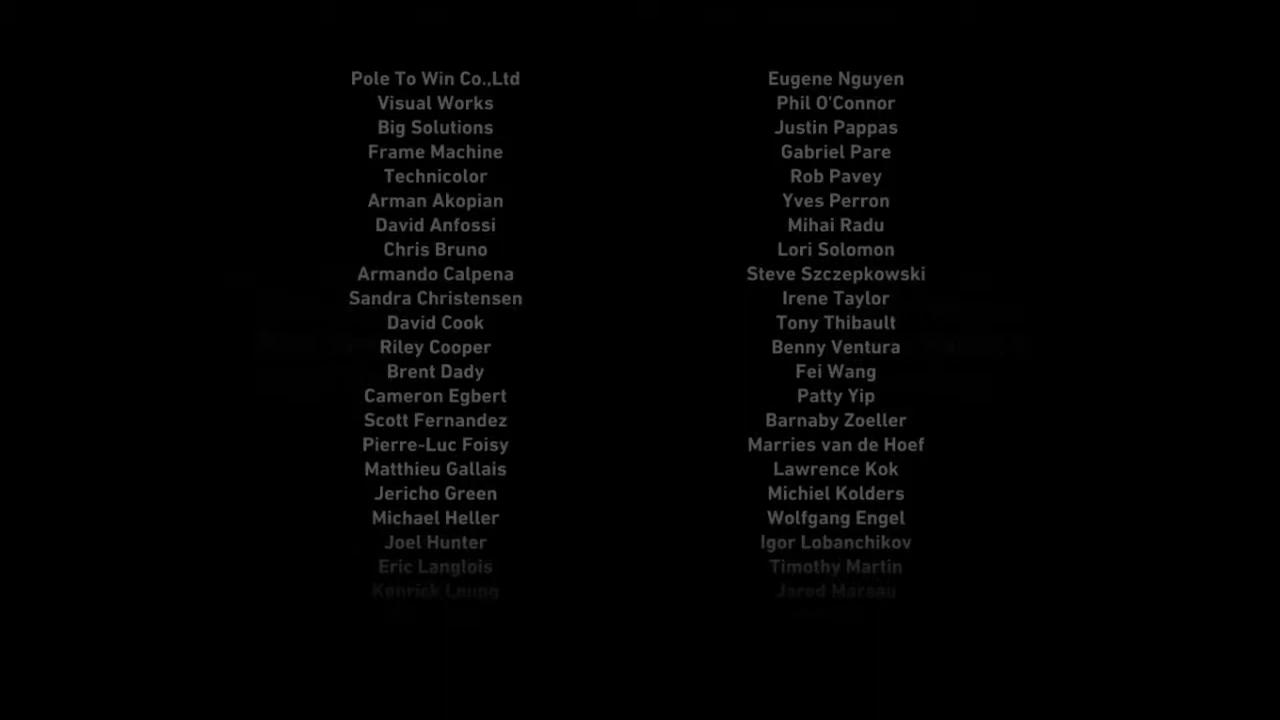 Pole To Win Co.,Ltd
Visual Works
Big Solutions
Frame Machine
Technicolor
Arman Akopian
David Anfossi
Chris Bruno
Armando Calpena
Sandra Christensen
David Cook
Riley Cooper
Brent Dady
Cameron Egbert
Scott Fernandez
Pierre-Luc Foisy
Matthieu Gallais
Jericho Green
Michael Heller
Joel Hunter
Eric Langlois
Kenrick Leung
Eugene Nguyen
Phil O'Connor
Justin Pappas
Gabriel Pare
Rob Pavey
Yves Perron
Mihai Radu
Lori Solomon
Steve Szczepkowski
Irene Taylor
Tony Thibault
Benny Ventura
Fei Wang
Patty Yip
Barnaby Zoeller
Marries van de Hoef
Lawrence Kok
Michiel Kolders
Wolfgang Engel
Igor Lobanchikov
Timothy Martin
Jared Marsau